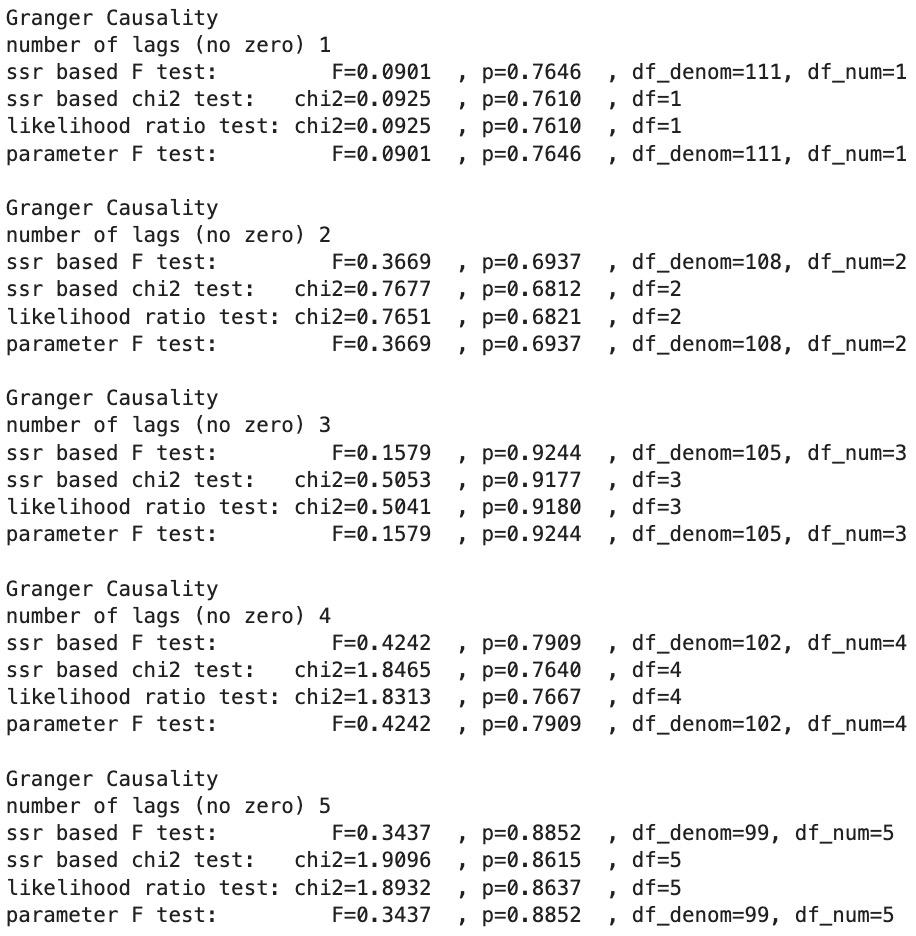 Granger Causality
number of lags (no zero) 1
ssr based F test:         F=0.0901  , p=0.7646  , df_denom=111, df_num=1
ssr based chi2 test:   chi2=0.0925  , p=0.7610  , df=1
likelihood ratio test: chi2=0.0925  , p=0.7610  , df=1
parameter F test:         F=0.0901  , p=0.7646  , df_denom=111, df_num=1

Granger Causality
number of lags (no zero) 2
ssr based F test:         F=0.3669  , p=0.6937  , df_denom=108, df_num=2
ssr based chi2 test:   chi2=0.7677  , p=0.6812  , df=2
likelihood ratio test: chi2=0.7651  , p=0.6821  , df=2
parameter F test:         F=0.3669  , p=0.6937  , df_denom=108, df_num=2

Granger Causality
number of lags (no zero) 3
ssr based F test:         F=0.1579  , p=0.9244  , df_denom=105, df_num=3
ssr based chi2 test:   chi2=0.5053  , p=0.9177  , df=3
likelihood ratio test: chi2=0.5041  , p=0.9180  , df=3
parameter F test:         F=0.1579  , p=0.9244  , df_denom=105, df_num=3

Granger Causality
number of lags (no zero) 4
ssr based F test:         F=0.4242  , p=0.7909  , df_denom=102, df_num=4
ssr based chi2 test:   chi2=1.8465  , p=0.7640  , df=4
likelihood ratio test: chi2=1.8313  , p=0.7667  , df=4
parameter F test:         F=0.4242  , p=0.7909  , df_denom=102, df_num=4

Granger Causality
number of lags (no zero) 5
ssr based F test:         F=0.3437  , p=0.8852  , df_denom=99, df_num=5
ssr based chi2 test:   chi2=1.9096  , p=0.8615  , df=5
likelihood ratio test: chi2=1.8932  , p=0.8637  , df=5
parameter F test:         F=0.3437  , p=0.8852  , df_denom=99, df_num=5